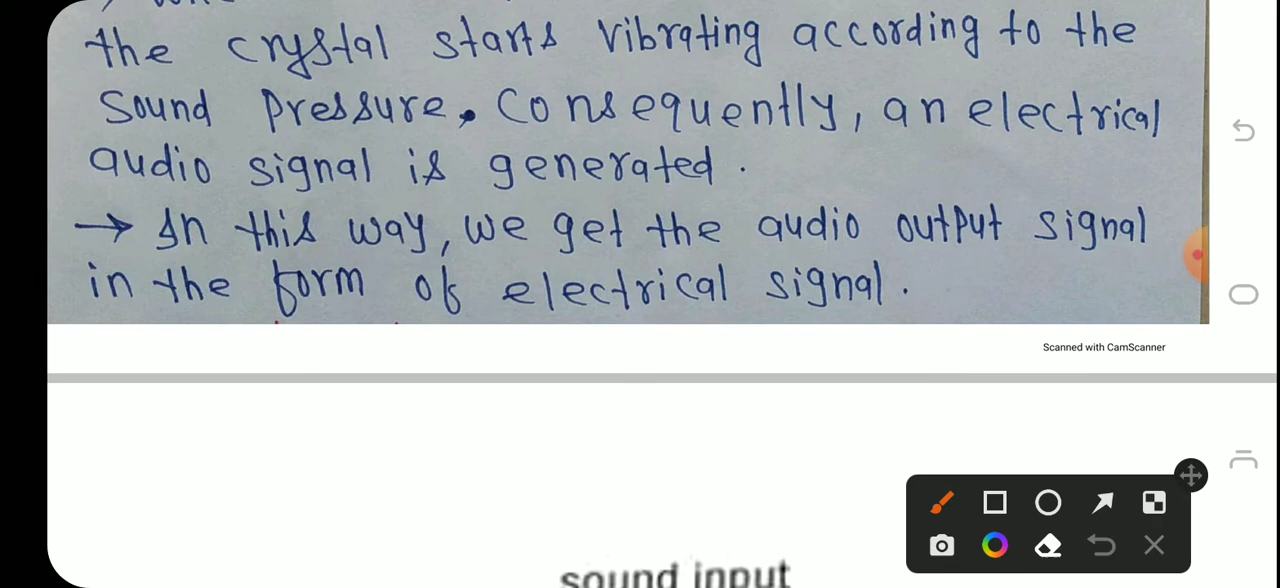 the crystal starts vibrating according to the
Sound Pressure. Consequently, an electrical
audio signal is generated.
→ In this way, we get the audio output signal
in the form of electrical signal.
Scanned with CamScanner
sound input